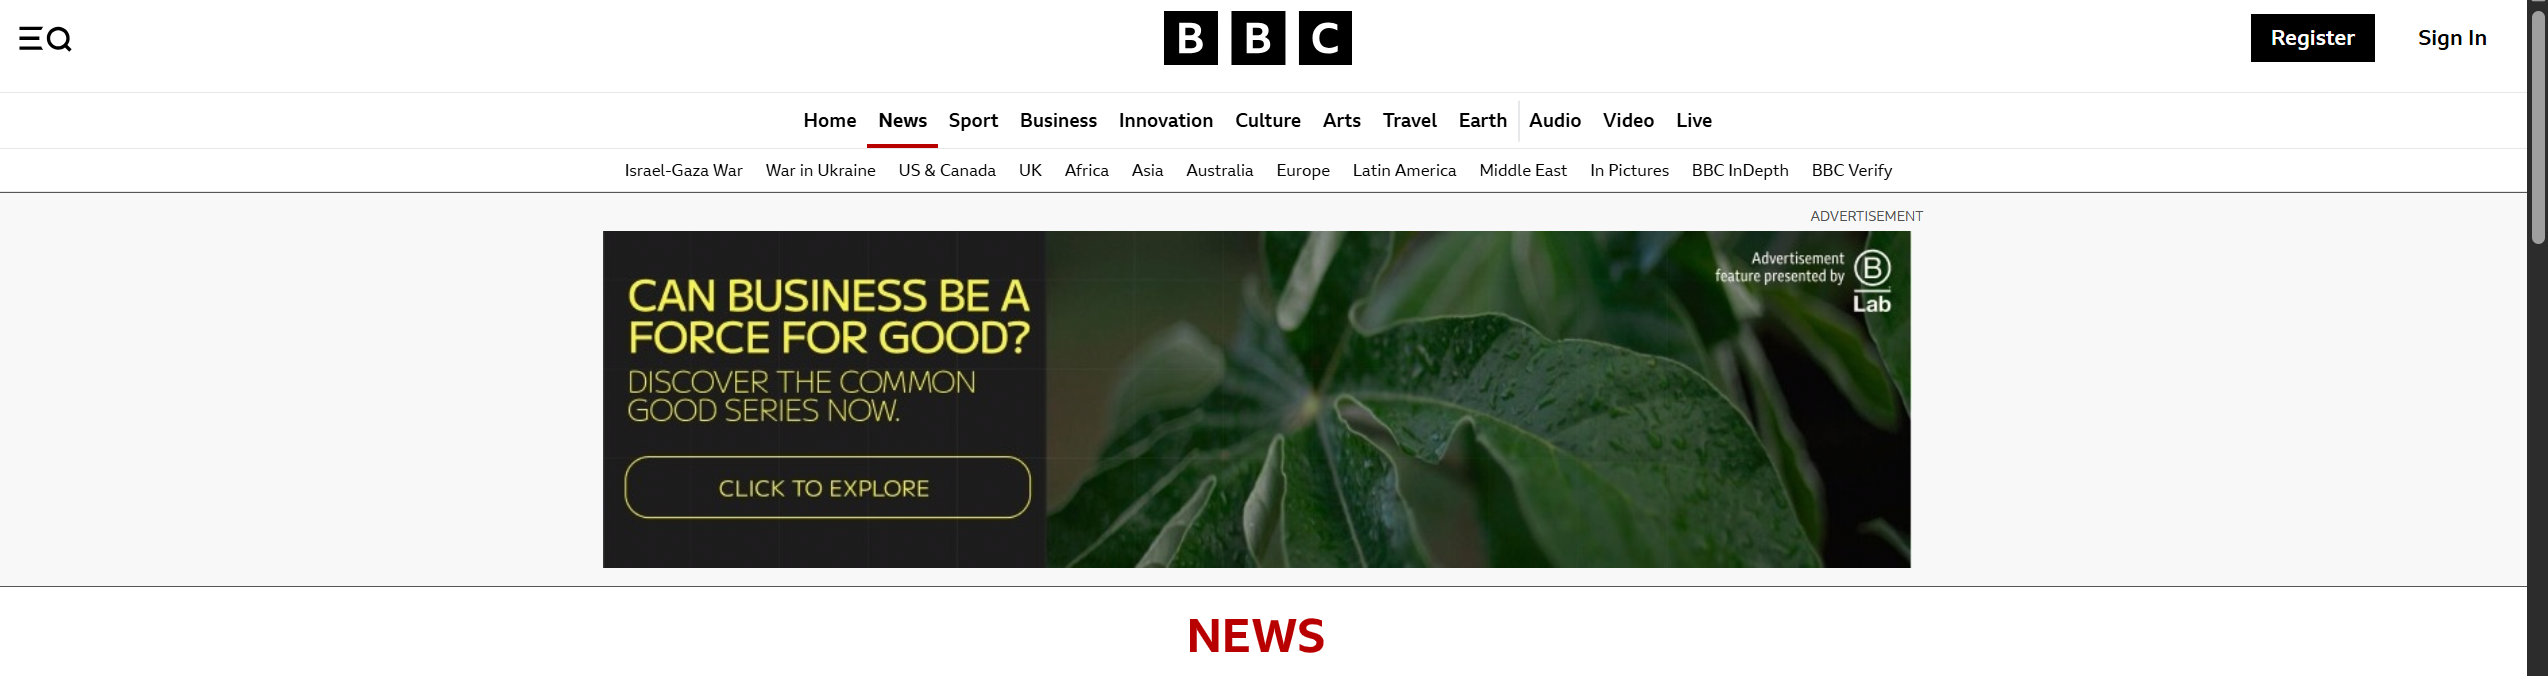 BBC
Register
Sign In
Home News Sport Business Innovation Culture Arts Travel Earth Audio Video Live
Israel-Gaza War War in Ukraine US & Canada UK Africa Asia Australia Europe Latin America Middle East In Pictures BBC InDepth BBC Verify
ADVERTISEMENT
CAN BUSINESS BE A
FORCE FOR GOOD?
DISCOVER THE COMMON
GOOD SERIES NOW.
CLICK TO EXPLORE
Advertisement
feature presented by
B
Lab
NEWS